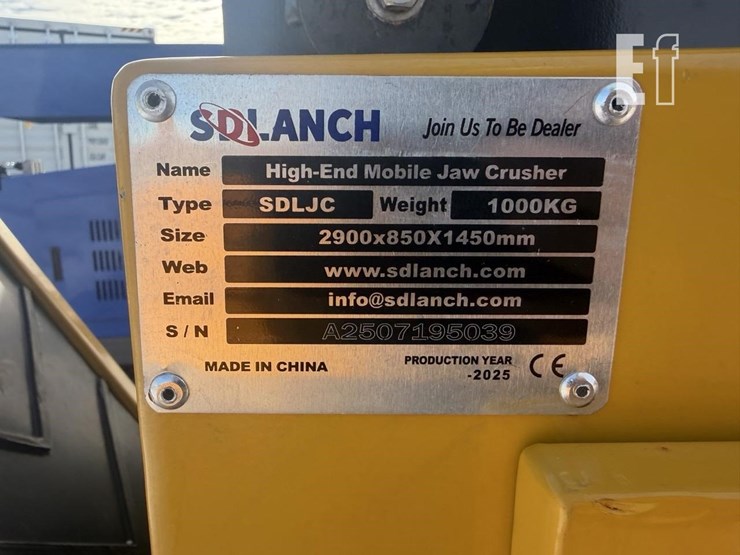 Ef
SDLANCH Join Us To Be Dealer
Name High-End Mobile Jaw Crusher
Type SDLJC Weight 1000KG
Size 2900x850X1450mm
Web www.sdlanch.com
Email info@sdlanch.com
S / N A2507195039
MADE IN CHINA PRODUCTION YEAR CE
-2025